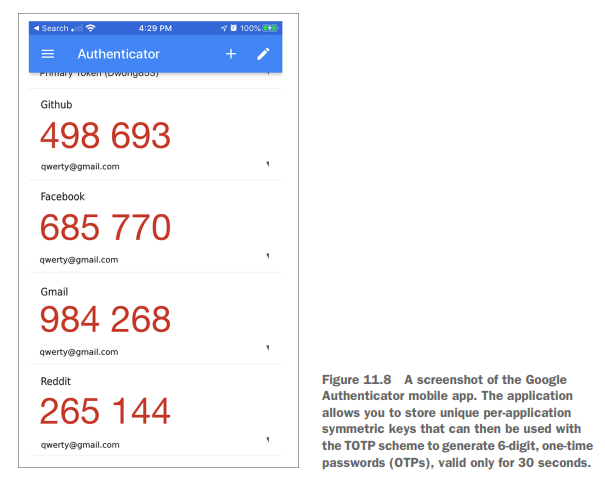 Search
4:29 PM
100%
Authenticator
Primary Token (Dwong853)
Github
498 693
qwerty@gmail.com
Facebook
685 770
qwerty@gmail.com
Gmail
984 268
qwerty@gmail.com
Reddit
265 144
qwerty@gmail.com
Figure 11.8 A screenshot of the Google
Authenticator mobile app. The application
allows you to store unique per-application
symmetric keys that can then be used with
the TOTP scheme to generate 6-digit, one-time
passwords (OTPs), valid only for 30 seconds.